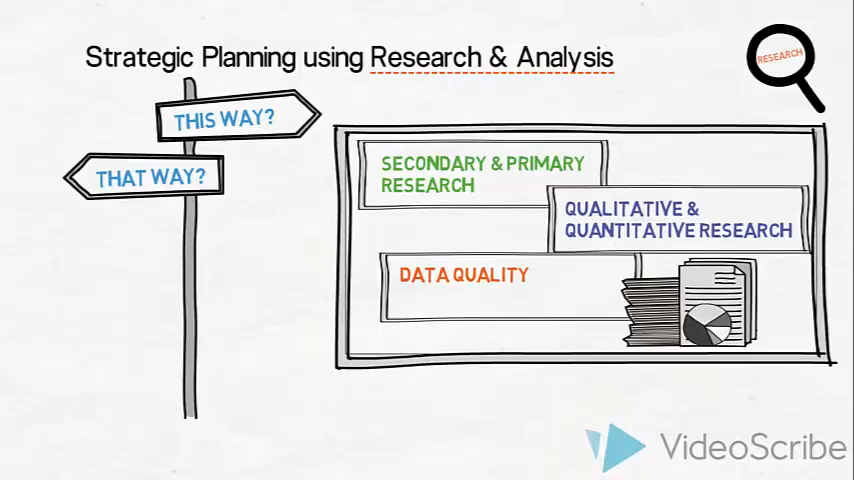 Strategic Planning using Research & Analysis
RESEARCH
THIS WAY?
THAT WAY?
SECONDARY & PRIMARY
RESEARCH
QUALITATIVE &
QUANTITATIVE RESEARCH
DATA QUALITY
VideoScribe